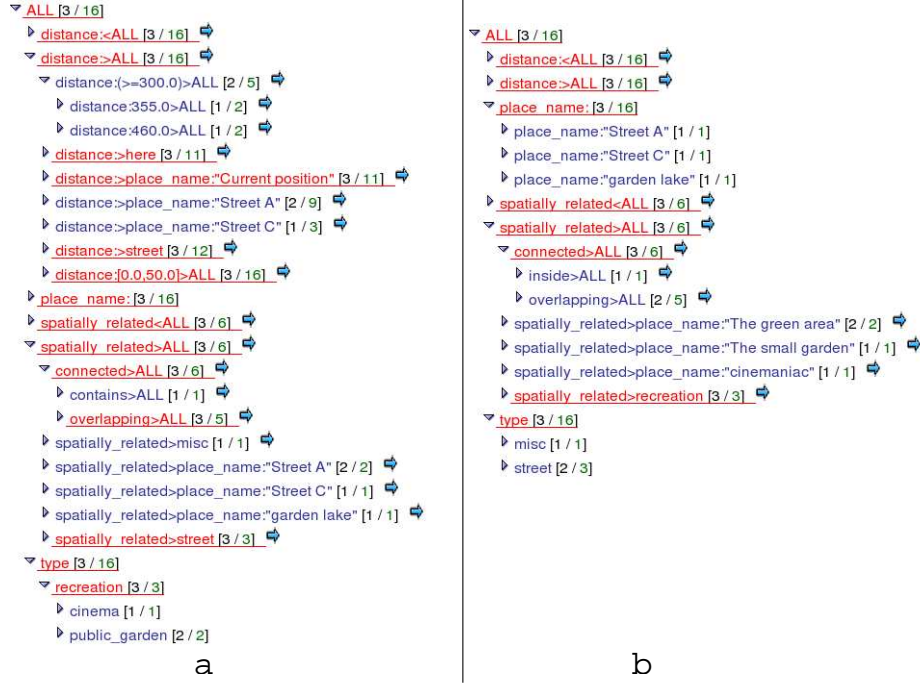 ALL [3 / 16]
distance:<ALL [3 / 16]
distance:>ALL [3 / 16]
distance:(>=300.0)>ALL [2 / 5]
distance:355.0>ALL [1 / 2]
distance:460.0>ALL [1 / 2]
distance:>here [3 / 11]
distance:>place_name:"Current position" [3 / 11]
distance:>place_name:"Street A" [2 / 9]
distance:>place_name:"Street C" [1 / 3]
distance:>street [3 / 12]
distance:[0.0,50.0]>ALL [3 / 16]
place_name: [3 / 16]
spatially_related<ALL [3 / 6]
spatially_related>ALL [3 / 6]
connected>ALL [3 / 6]
contains>ALL [1 / 1]
overlapping>ALL [3 / 5]
spatially_related>misc [1 / 1]
spatially_related>place_name:"Street A" [2 / 2]
spatially_related>place_name:"Street C" [1 / 1]
spatially_related>place_name:"garden lake" [1 / 1]
spatially_related>street [3 / 3]
type [3 / 16]
recreation [3 / 3]
cinema [1 / 1]
public_garden [2 / 2]
a
ALL [3 / 16]
distance:<ALL [3 / 16]
distance:>ALL [3 / 16]
place_name: [3 / 16]
place_name:"Street A" [1 / 1]
place_name:"Street C" [1 / 1]
place_name:"garden lake" [1 / 1]
spatially_related<ALL [3 / 6]
spatially_related>ALL [3 / 6]
connected>ALL [3 / 6]
inside>ALL [1 / 1]
overlapping>ALL [2 / 5]
spatially_related>place_name:"The green area" [2 / 2]
spatially_related>place_name:"The small garden" [1 / 1]
spatially_related>place_name:"cinemaniac" [1 / 1]
spatially_related>recreation [3 / 3]
type [3 / 16]
misc [1 / 1]
street [2 / 3]
b